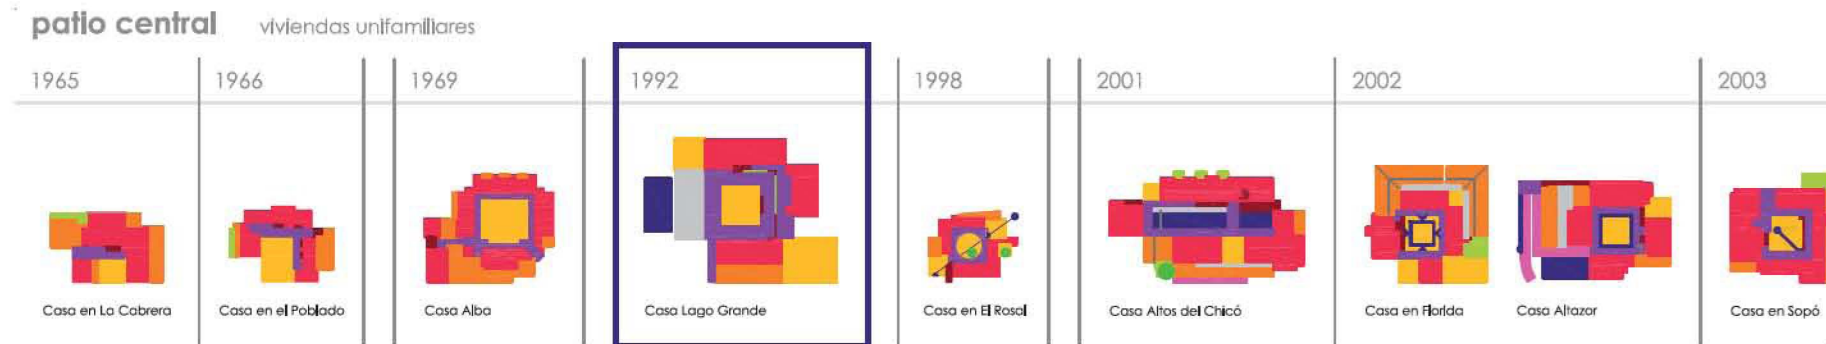 patio central viviendas unifamiliares
1965 1966 1969 1992 1998 2001 2002 2003
Casa en La Cabrera Casa en el Poblado Casa Alba Casa Lago Grande Casa en El Rosal Casa Altos del Chicó Casa en Florida Casa Altazor Casa en Sopó